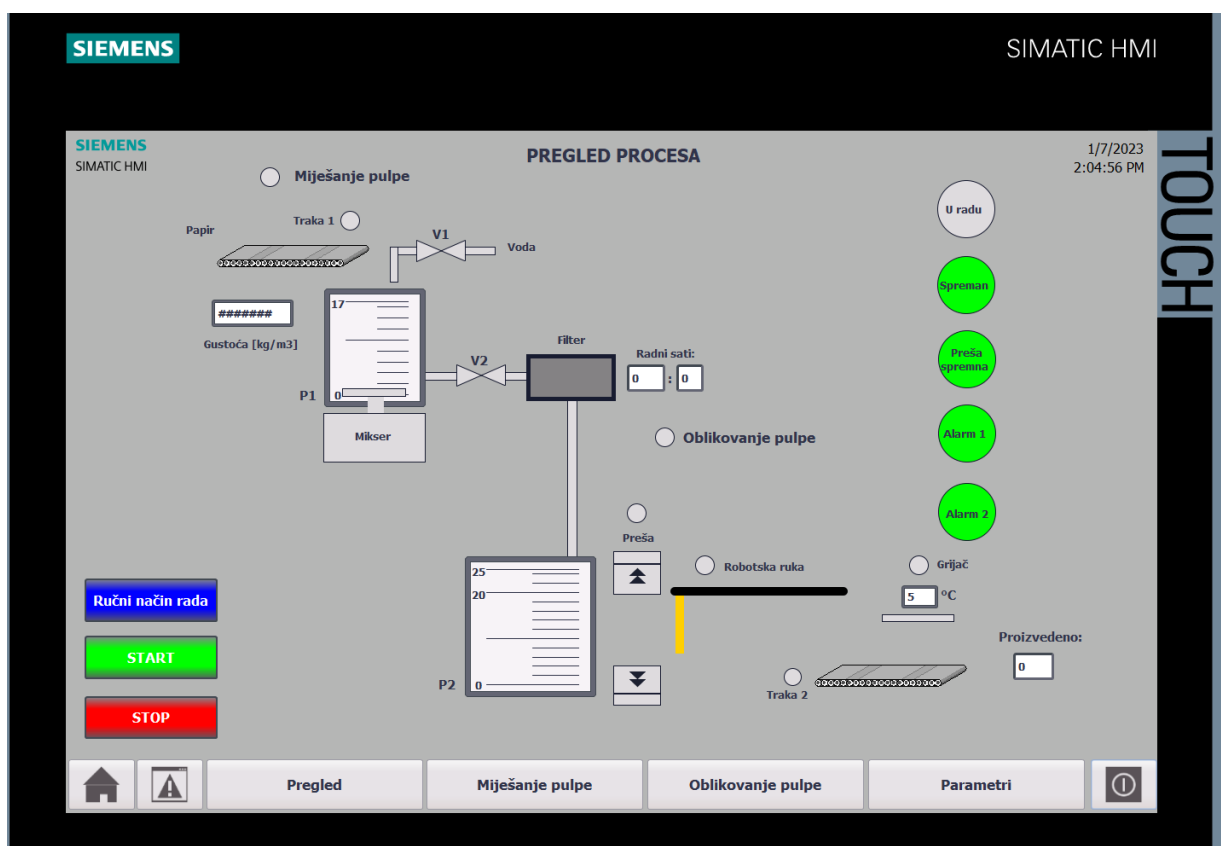 SIEMENS
SIMATIC HMI
TOUCH
SIEMENS
SIMATIC HMI
PREGLED PROCESA
1/7/2023
2:04:56 PM
Miješanje pulpe
U radu
Papir
Traka 1
V1
Voda
Spreman
17
#######
Gustoća [kg/m3]
Filter
V2
Radni sati:
0 : 0
Preša
spremna
P1
0
Mikser
Oblikovanje pulpe
Alarm 1
Alarm 2
Preša
25
20
Robotska ruka
Grijač
5 °C
Ručni način rada
START
Proizvedeno:
0
P2
0
Traka 2
STOP
Pregled
Miješanje pulpe
Oblikovanje pulpe
Parametri